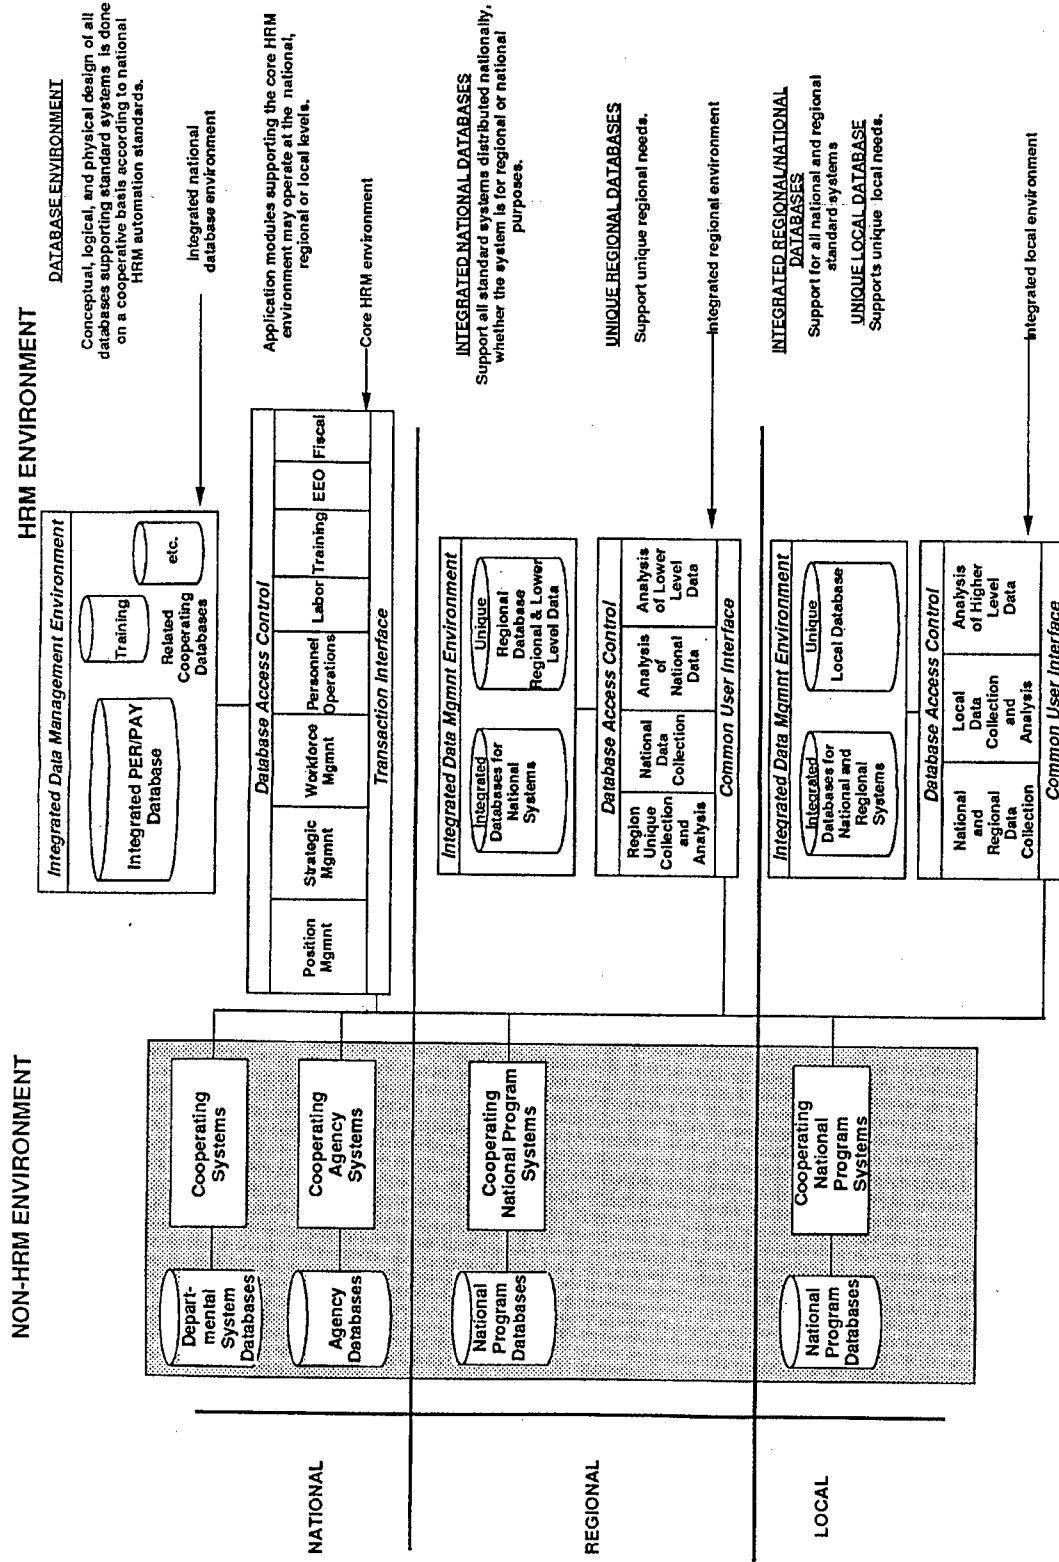 NON-HRM ENVIRONMENT
HRM ENVIRONMENT
NATIONAL
Depart-
mental
System
Databases
Cooperating
Systems
Agency
Databases
Cooperating
Agency
Systems
Integrated Data Management Environment
Integrated PER/PAY
Database
Training
etc.
Related
Cooperating
Databases
Database Access Control
Position
Mgmnt
Strategic
Mgmt
Workforce
Mgmt
Personnel
Operations
Labor
Training
EEO
Fiscal
Transaction Interface
DATABASE ENVIRONMENT
Conceptual, logical, and physical design of all
databases supporting standard systems is done
on a cooperative basis according to national
HRM automation standards.
Integrated national
database environment
Application modules supporting the core HRM
environment may operate at the national,
regional or local levels.
Core HRM environment
REGIONAL
National
Program
Databases
Cooperating
National Program
Systems
Integrated Data Mgmnt Environment
Integrated
Databases for
National
Systems
Unique
Regional
Database
Regional & Lower
Level Data
Database Access Control
Region
Unique
Collection
and
Analysis
National
Data
Collection
Analysis
of
National
Data
Analysis
of Lower
Level
Data
Common User Interface
INTEGRATED NATIONAL DATABASES
Support all standard systems distributed nationally,
whether the system is for regional or national
purposes.
UNIQUE REGIONAL DATABASES
Support unique regional needs.
Integrated regional environment
LOCAL
National
Program
Databases
Cooperating
National
Program
Systems
Integrated Data Mgmnt Environment
Integrated
Databases for
National and
Regional
Systems
Unique
Local Database
Database Access Control
National
and
Regional
Data
Collection
Local
Data
Collection
and
Analysis
Analysis
of Higher
Level
Data
Common User Interface
INTEGRATED REGIONAL/NATIONAL
DATABASES
Support for all national and regional
standard systems
UNIQUE LOCAL DATABASE
Supports unique local needs.
Integrated local environment